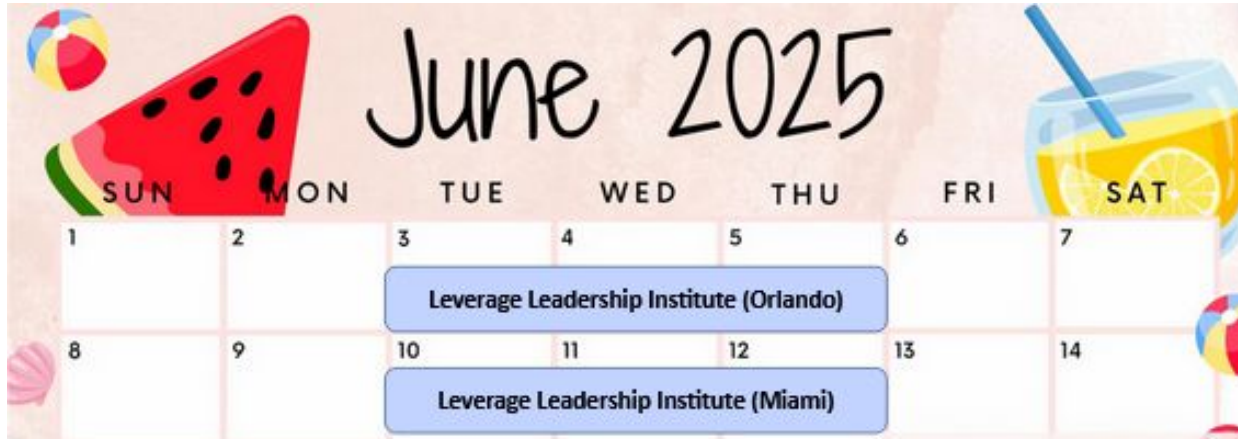 June 2025
SUN MON TUE WED THU FRI SAT
1 2 3 4 5 6 7
Leverage Leadership Institute (Orlando)
8 9 10 11 12 13 14
Leverage Leadership Institute (Miami)